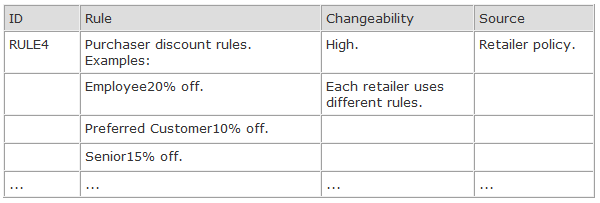 ID Rule Changeability Source
RULE4 Purchaser discount rules. High. Retailer policy.
Examples:
Employee20% off. Each retailer uses
different rules.
Preferred Customer10% off.
Senior15% off.
... ... ... ...